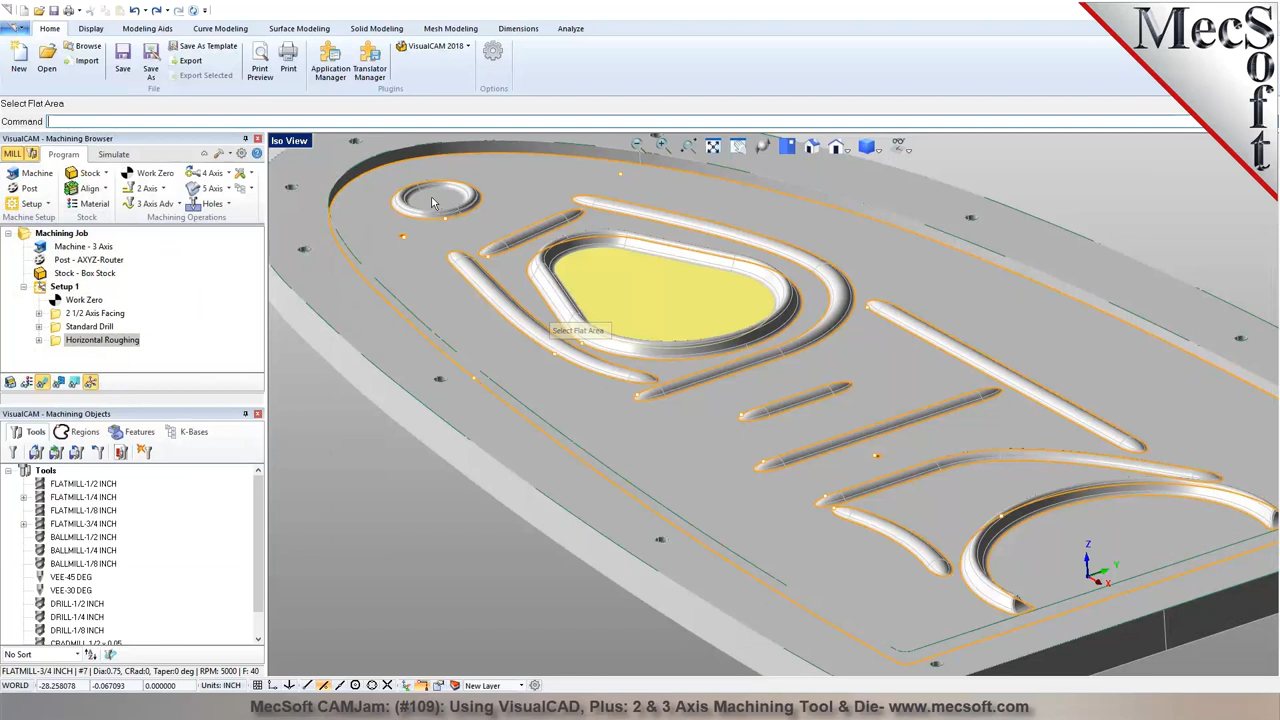 Home Display Modeling Aids Curve Modeling Surface Modeling Solid Modeling Mesh Modeling Dimensions Analyze
New Open Browse Import Save Save As Save As Template Export Export Selected Print Preview Print Application Manager Translator Manager VisualCAM 2018
File Plugins Options
MecSoft
Select Flat Area
Command
VisualCAM - Machining Browser
MILL Program Simulate
Machine Stock Work Zero 4 Axis
Post Align 2 Axis 5 Axis
Setup Material 3 Axis Adv Holes
Machine Setup Stock Machining Operations
Machining Job
Machine - 3 Axis
Post - AXYZ-Router
Stock - Box Stock
Setup 1
Work Zero
2 1/2 Axis Facing
Standard Drill
Horizontal Roughing
VisualCAM - Machining Objects
Tools Regions Features K-Bases
Tools
FLATMILL-1/2 INCH
FLATMILL-1/4 INCH
FLATMILL-1/8 INCH
FLATMILL-3/4 INCH
BALLMILL-1/2 INCH
BALLMILL-1/4 INCH
BALLMILL-1/8 INCH
VEE-45 DEG
VEE-30 DEG
DRILL-1/2 INCH
DRILL-1/4 INCH
DRILL-1/8 INCH
No Sort
FLATMILL-3/4 INCH | #7 | Dia:0.75, CRad:0, Taper:0 deg | RPM: 5000 | F: 40
WORLD -28.258078 -0.067093 0.000000 Units: INCH New Layer
Iso View
Select Flat Area
Z
Y
X
MecSoft CAMJam: (#109): Using VisualCAD, Plus: 2 & 3 Axis Machining Tool & Die- www.mecsoft.com